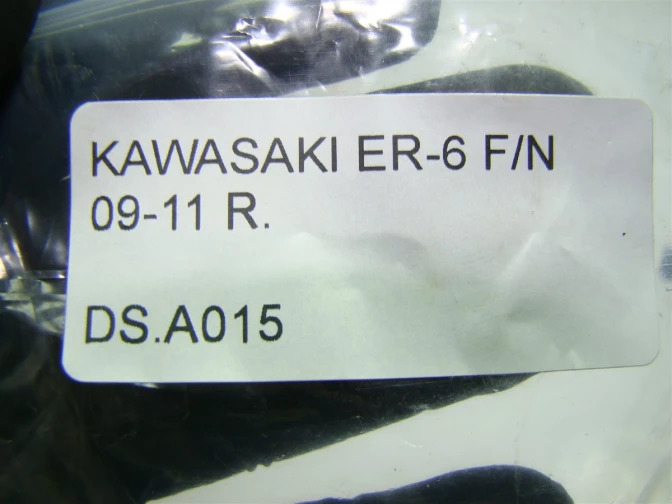 KAWASAKI ER-6 F/N
09-11 R.
DS.A015